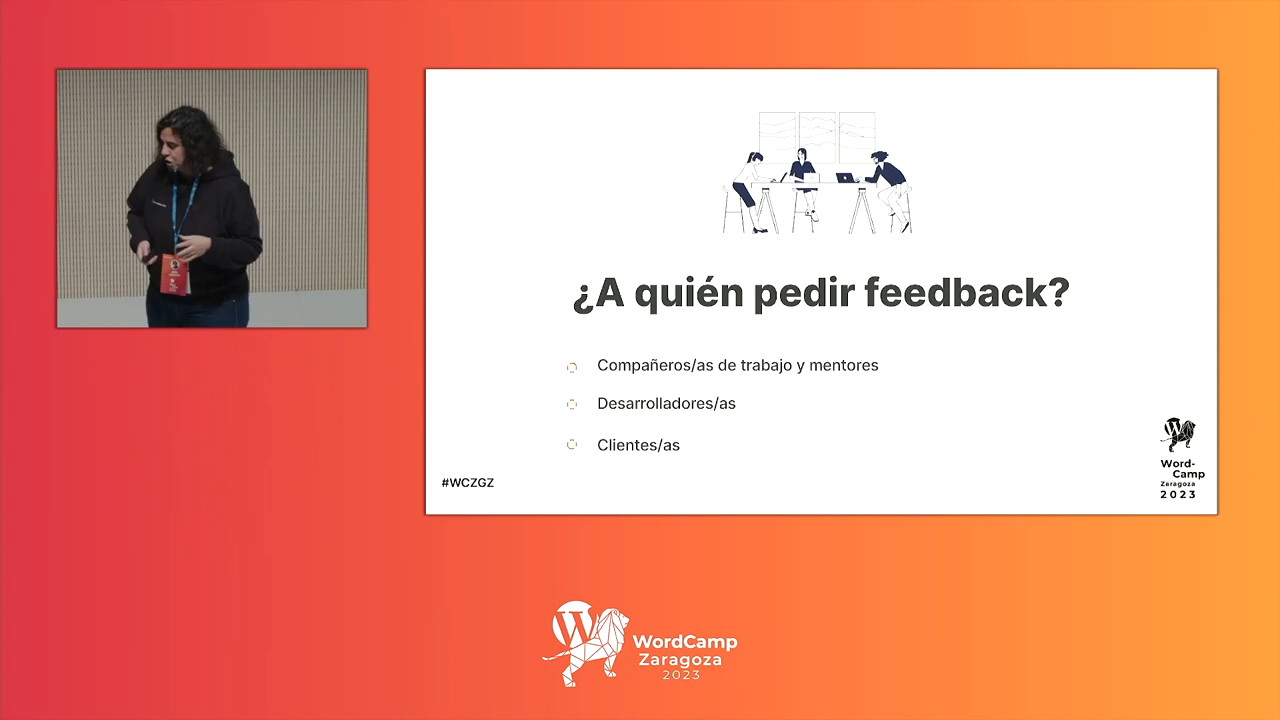 ¿A quién pedir feedback?
Compañeros/as de trabajo y mentores
Desarrolladores/as
Clientes/as
#WCZGZ
Word-
Camp
Zaragoza
2023
WordCamp
Zaragoza
2023